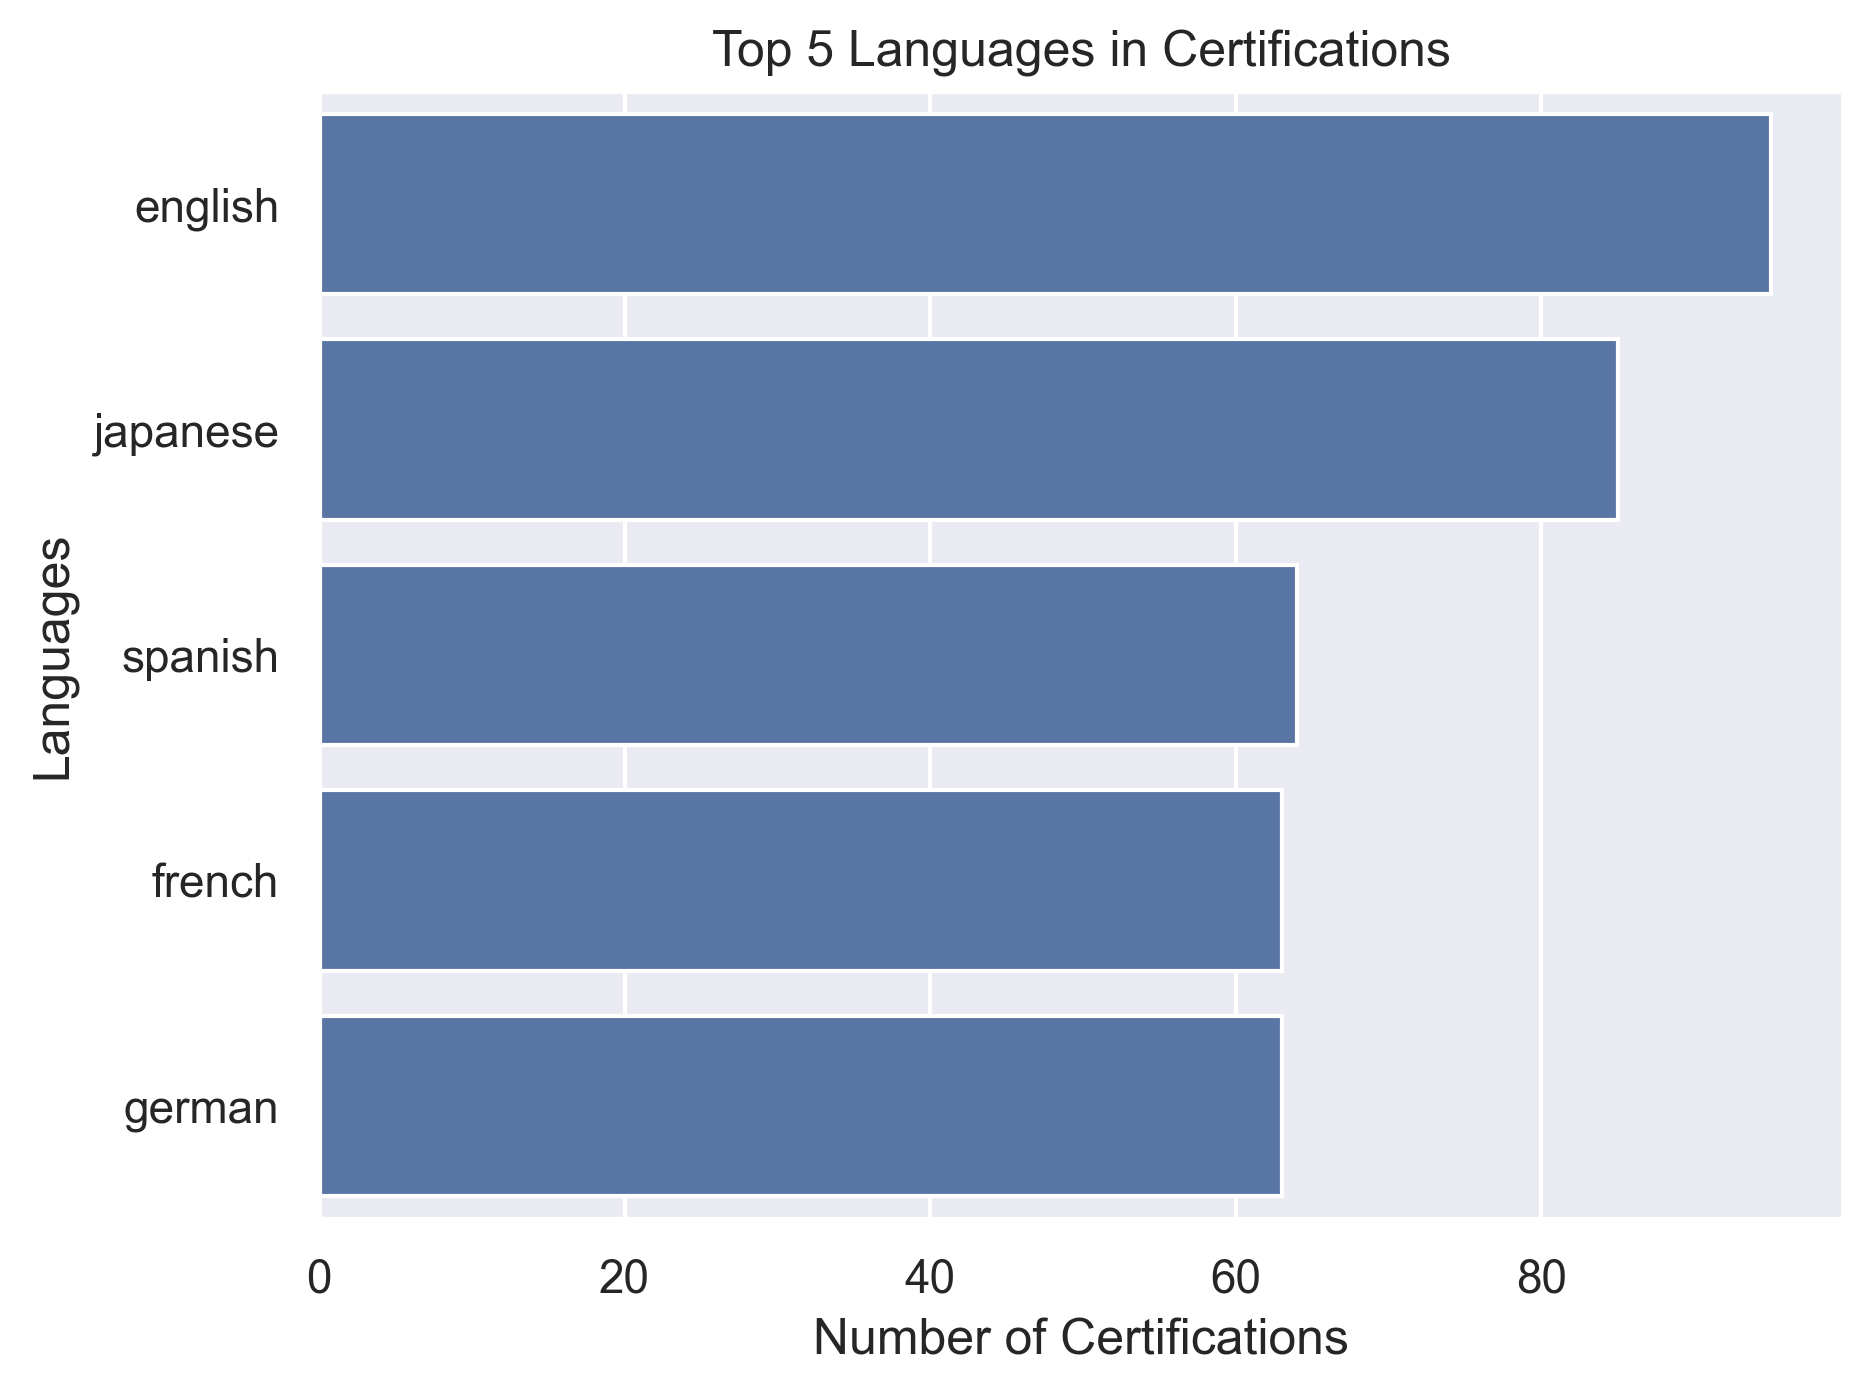 Top 5 Languages in Certifications
Languages
english
japanese
spanish
french
german
0 20 40 60 80
Number of Certifications